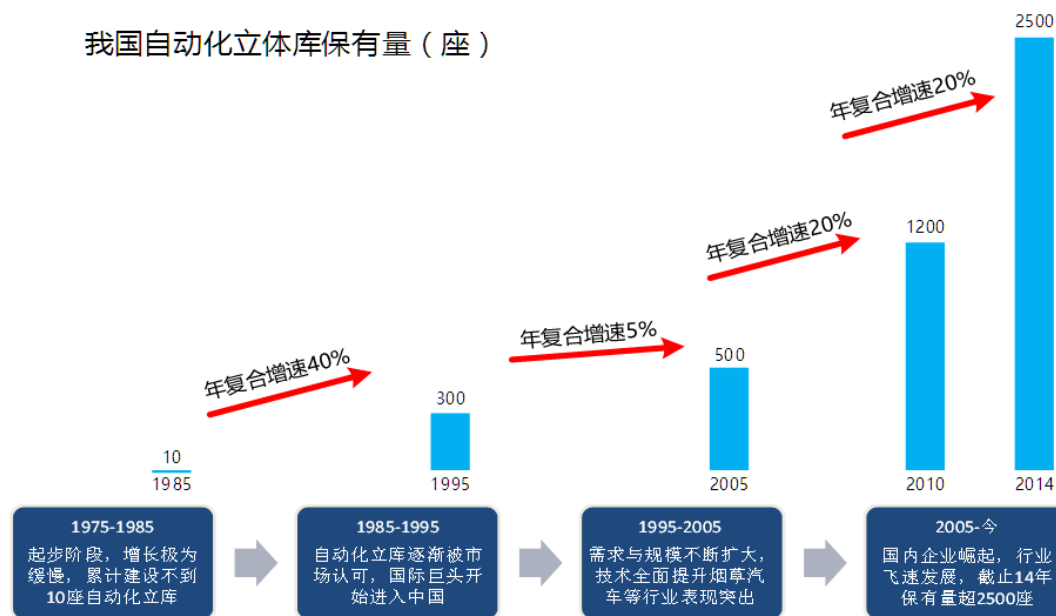 我国自动化立体库保有量（座）
2500
年复合增速20%
1200
年复合增速20%
500
年复合增速5%
300
年复合增速40%
10
1985
1995
2005
2010
2014
1975-1985
起步阶段，增长极为
缓慢，累计建设不到
10座自动化立库
1985-1995
自动化立库逐渐被市
场认可，国际巨头开
始进入中国
1995-2005
需求与规模不断扩大，
技术全面提升烟草汽
车等行业表现突出
2005-今
国内企业崛起，行业
飞速发展，截止14年
保有量超2500座